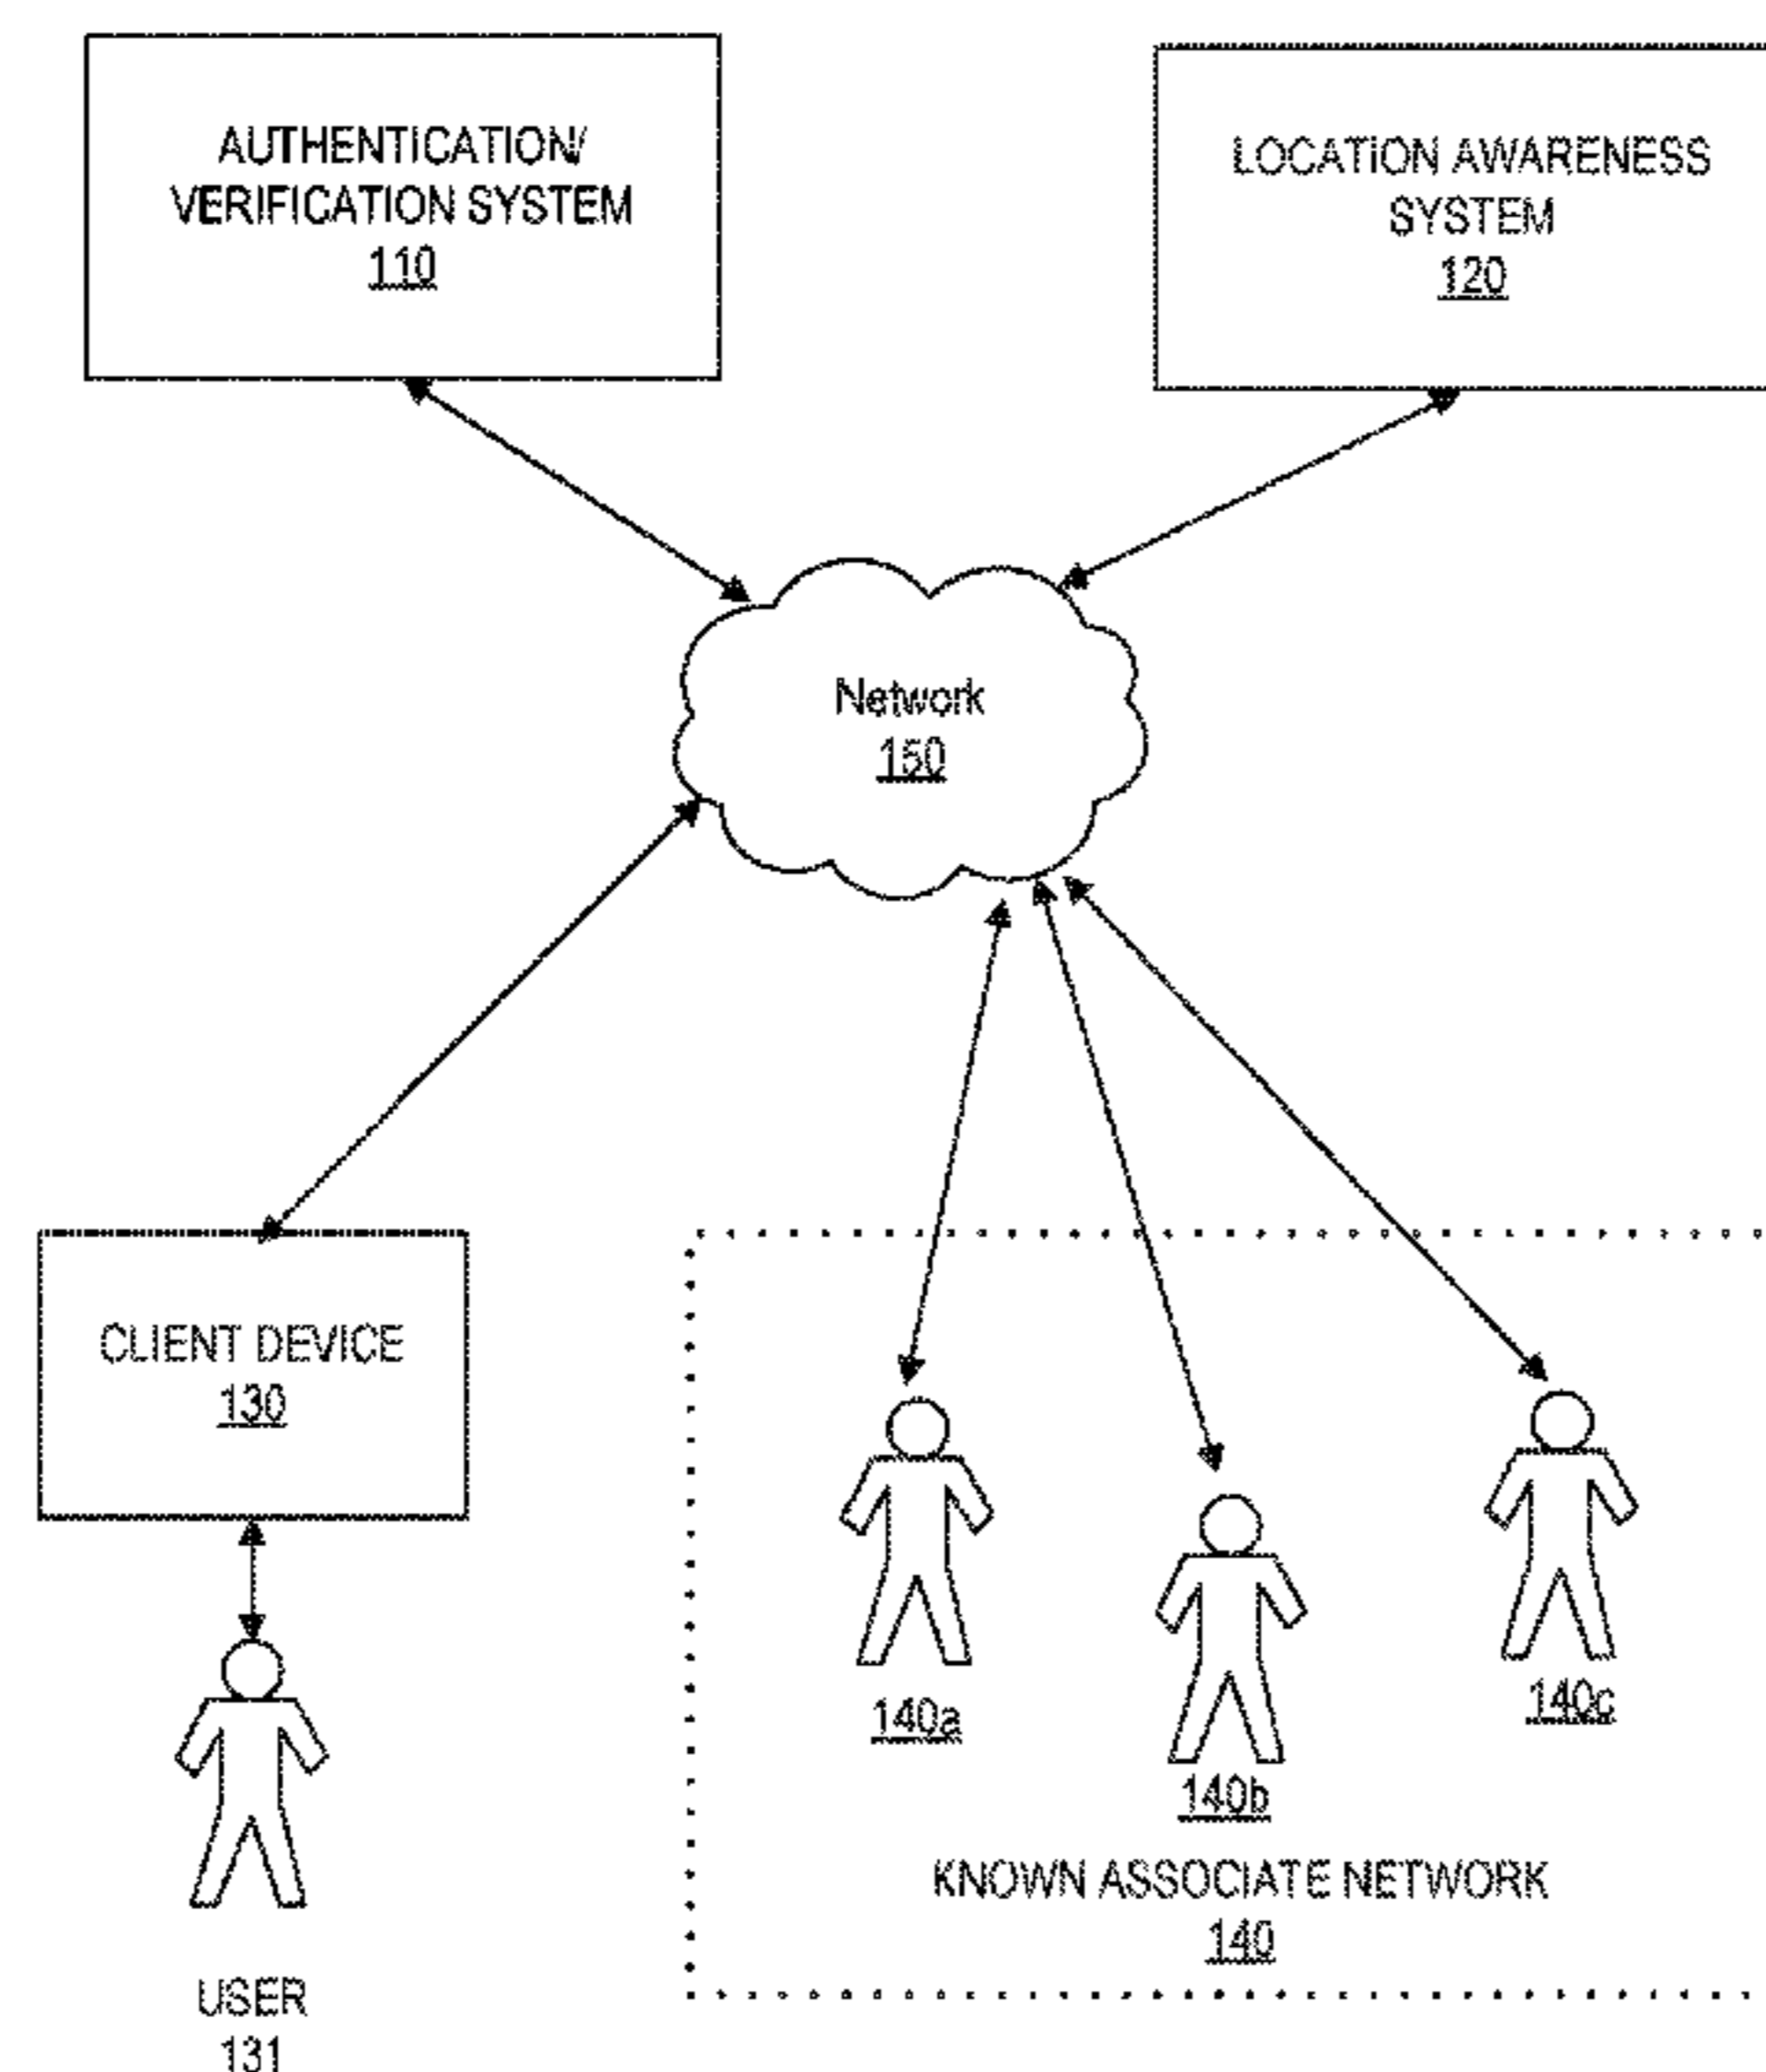 AUTHENTICATION/
VERIFICATION SYSTEM
110
LOCATION AWARENESS
SYSTEM
120
Network
150
CLIENT DEVICE
130
140a
140b
140c
KNOWN ASSOCIATE NETWORK
140
USER
131